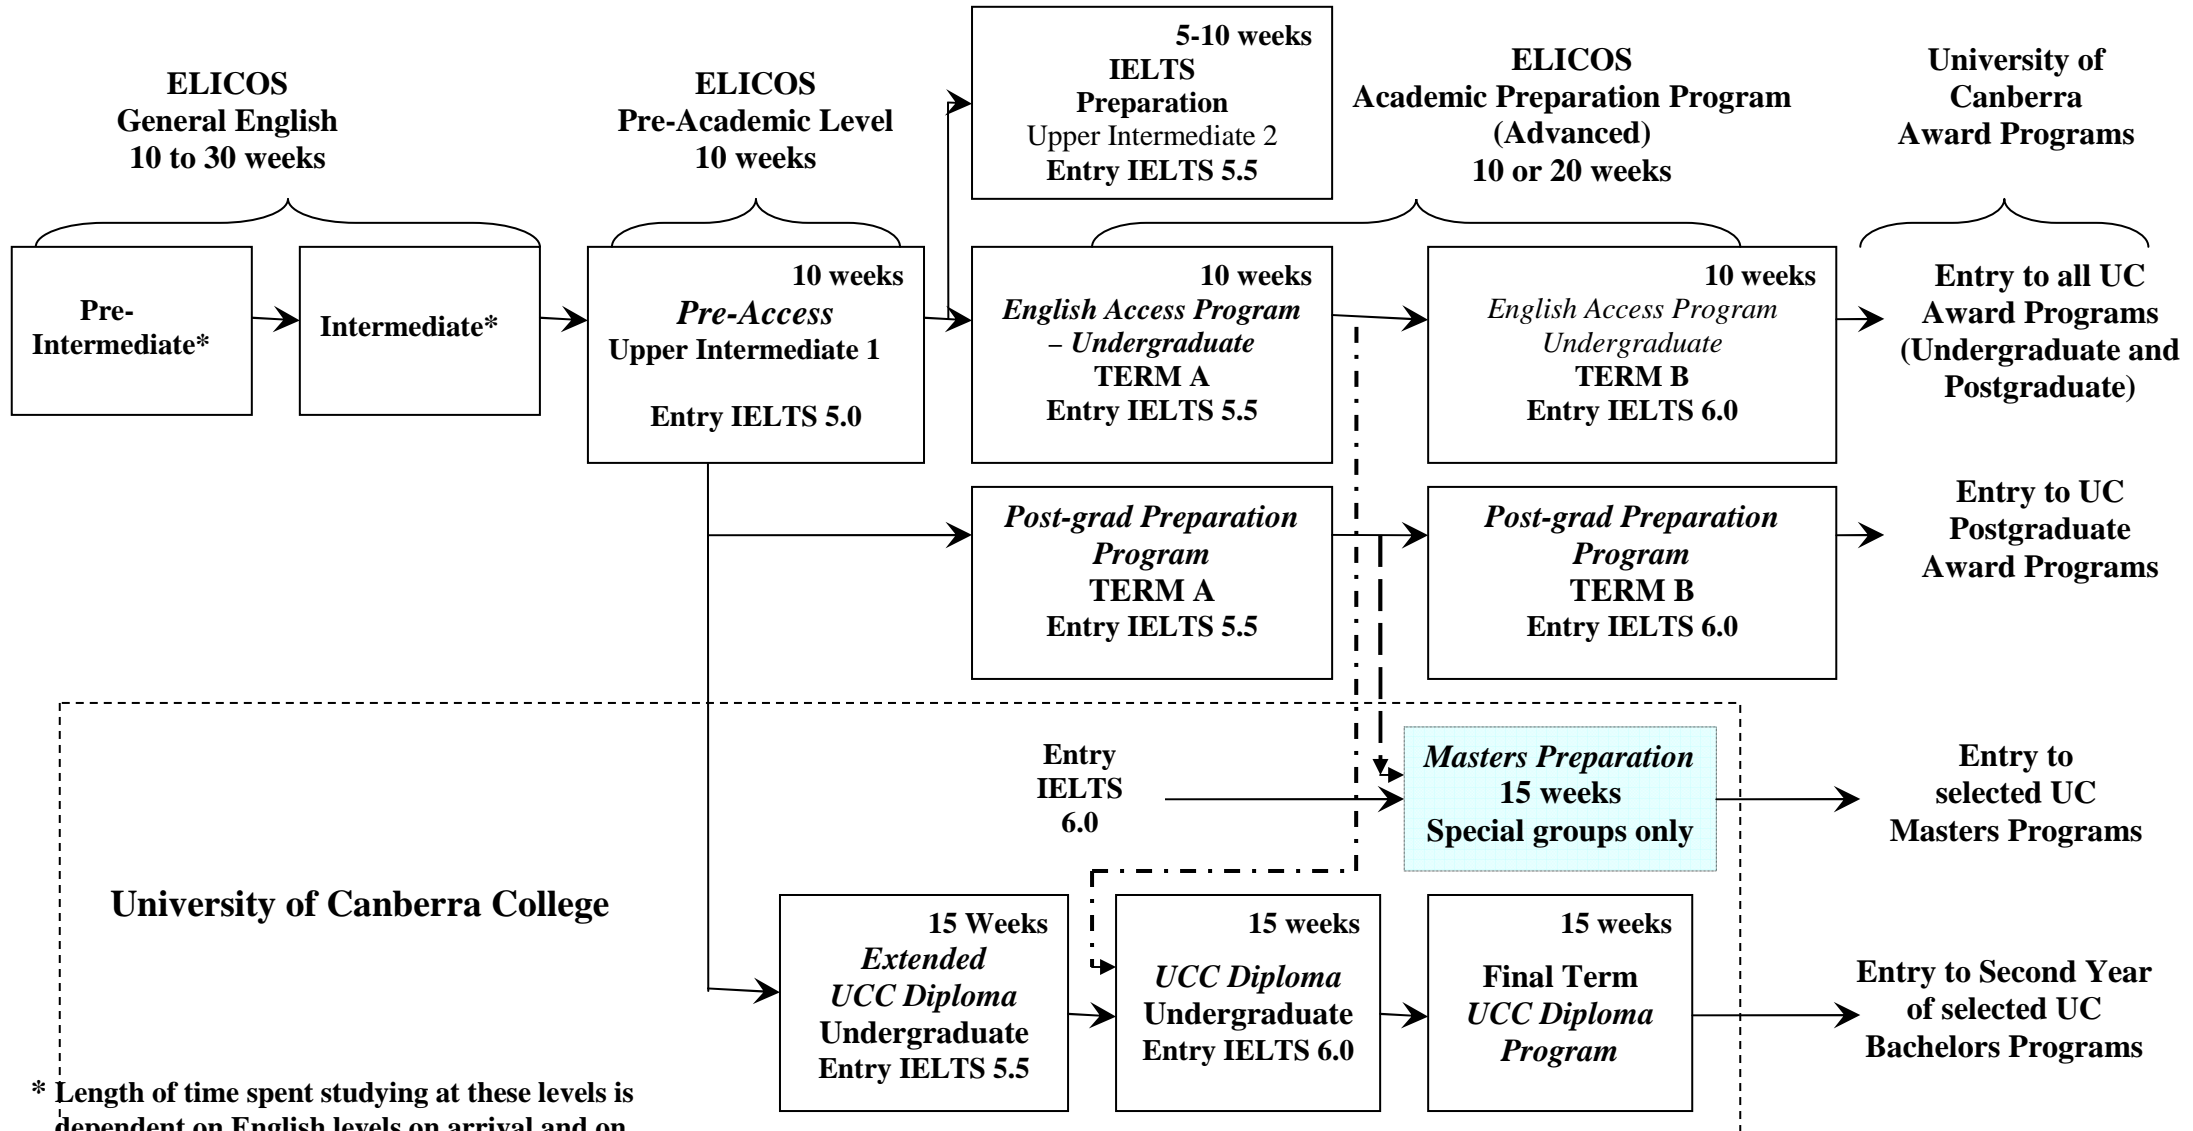 ELICOS
General English
10 to 30 weeks
ELICOS
Pre-Academic Level
10 weeks
5-10 weeks
IELTS
Preparation
Upper Intermediate 2
Entry IELTS 5.5
ELICOS
Academic Preparation Program
(Advanced)
10 or 20 weeks
University of
Canberra
Award Programs
Pre-
Intermediate*
Intermediate*
10 weeks
Pre-Access
Upper Intermediate 1
Entry IELTS 5.0
10 weeks
English Access Program
– Undergraduate
TERM A
Entry IELTS 5.5
10 weeks
English Access Program
Undergraduate
TERM B
Entry IELTS 6.0
Entry to all UC
Award Programs
(Undergraduate and
Postgraduate)
Post-grad Preparation
Program
TERM A
Entry IELTS 5.5
Post-grad Preparation
Program
TERM B
Entry IELTS 6.0
Entry to UC
Postgraduate
Award Programs
Entry
IELTS
6.0
Masters Preparation
15 weeks
Special groups only
Entry to
selected UC
Masters Programs
University of Canberra College
15 Weeks
Extended
UCC Diploma
Undergraduate
Entry IELTS 5.5
15 weeks
UCC Diploma
Undergraduate
Entry IELTS 6.0
15 weeks
Final Term
UCC Diploma
Program
Entry to Second Year
of selected UC
Bachelors Programs
* Length of time spent studying at these levels is
dependent on English levels on arrival and on